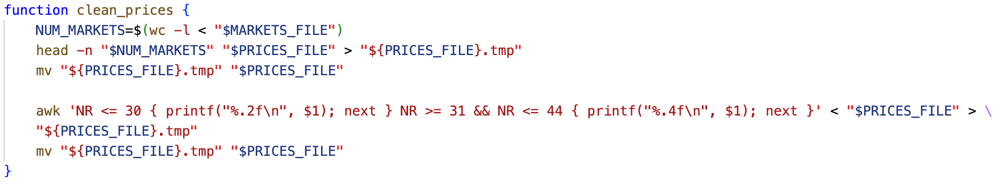 function clean_prices {
    NUM_MARKETS=$(wc -l < "$MARKETS_FILE")
    head -n "$NUM_MARKETS" "$PRICES_FILE" > "${PRICES_FILE}.tmp"
    mv "${PRICES_FILE}.tmp" "$PRICES_FILE"

    awk 'NR <= 30 { printf("%.2f\n", $1); next } NR >= 31 && NR <= 44 { printf("%.4f\n", $1); next }' < "$PRICES_FILE" > \
    "${PRICES_FILE}.tmp"
    mv "${PRICES_FILE}.tmp" "$PRICES_FILE"
}